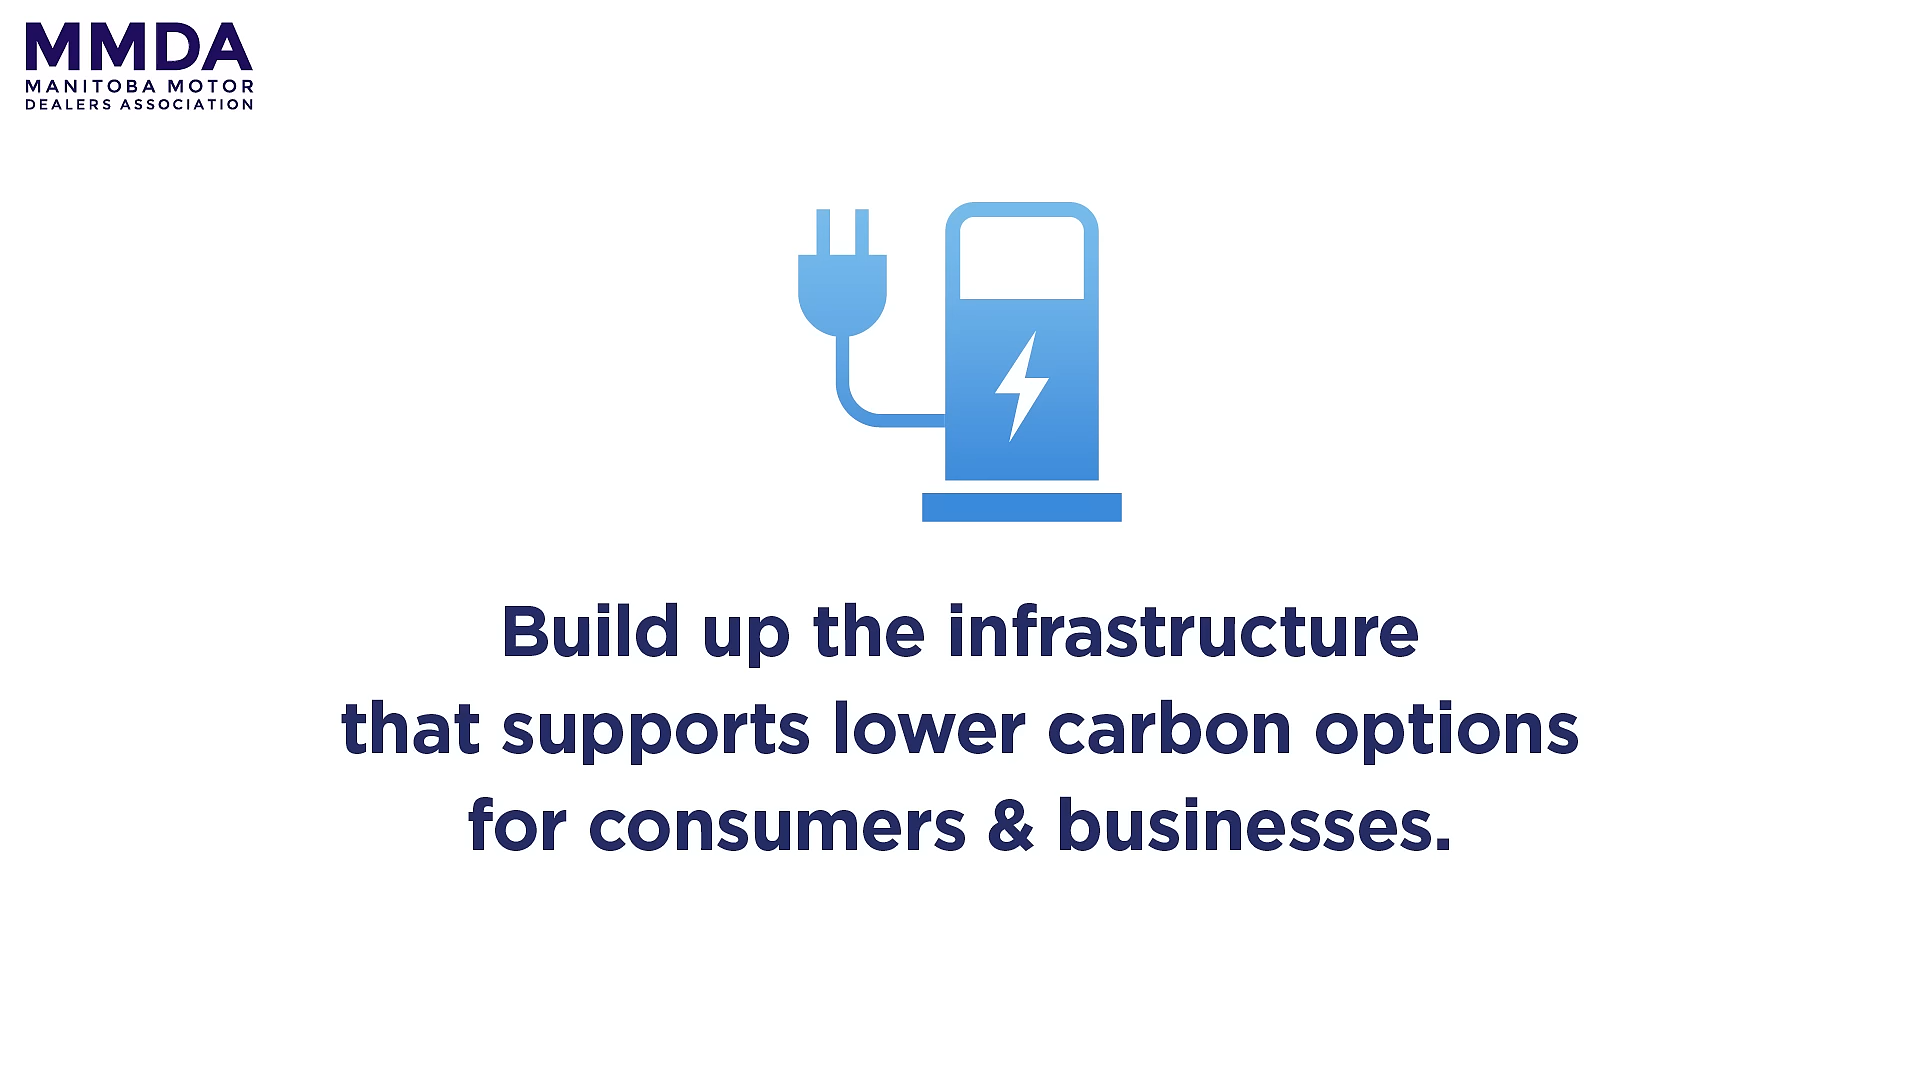 MMDA
MANITOBA MOTOR
DEALERS ASSOCIATION
Build up the infrastructure
that supports lower carbon options
for consumers & businesses.